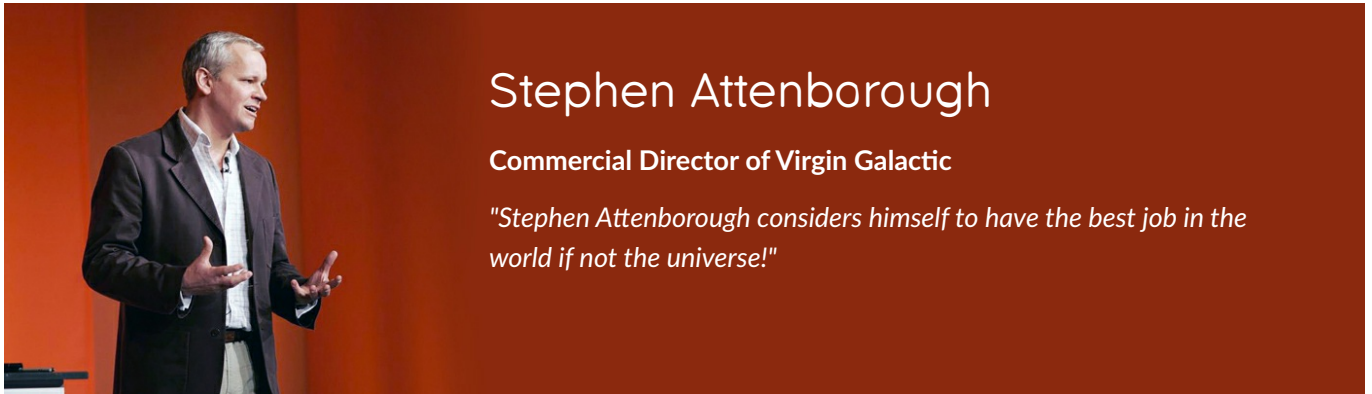 Stephen Attenborough
Commercial Director of Virgin Galactic
"Stephen Attenborough considers himself to have the best job in the
world if not the universe!"